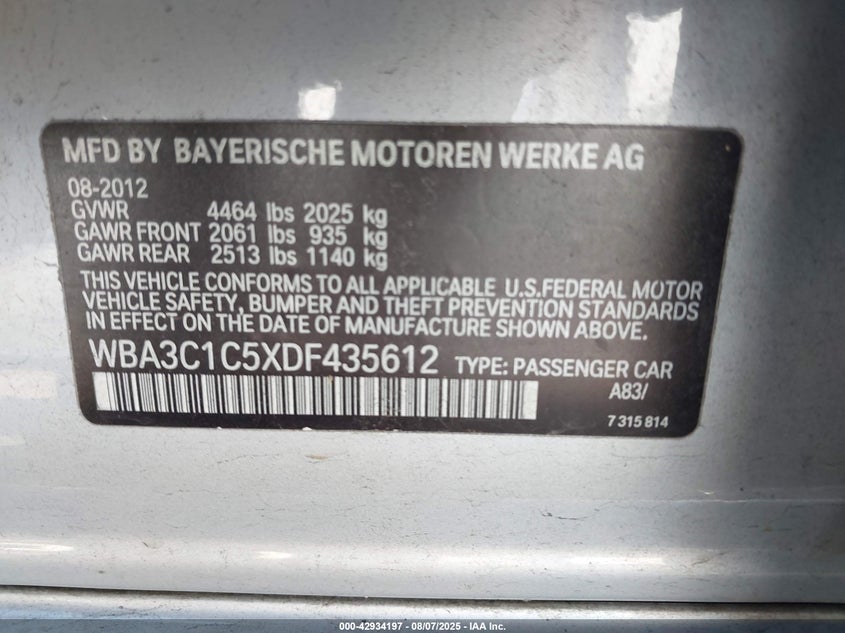 MFD BY BAYERISCHE MOTOREN WERKE AG
08-2012
GVWR 4464 lbs 2025 kg
GAWR FRONT 2061 lbs 935 kg
GAWR REAR 2513 lbs 1140 kg
THIS VEHICLE CONFORMS TO ALL APPLICABLE U.S.FEDERAL MOTOR
VEHICLE SAFETY, BUMPER AND THEFT PREVENTION STANDARDS
IN EFFECT ON THE DATE OF MANUFACTURE SHOWN ABOVE.
WBA3C1C5XDF435612 TYPE: PASSENGER CAR
A83/
7 315 814
000-42934197 - 08/07/2025 - IAA Inc.